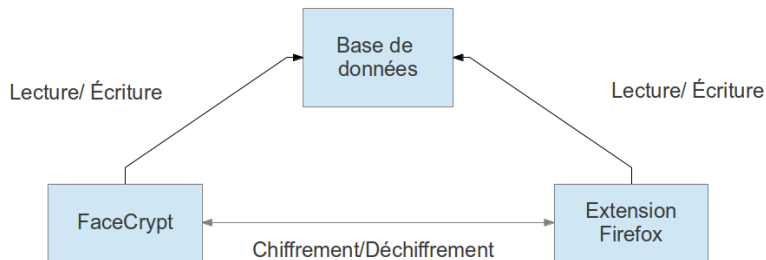 Base de
données
Lecture/ Écriture
Lecture/ Écriture
FaceCrypt
Extension
Firefox
Chiffrement/Déchiffrement